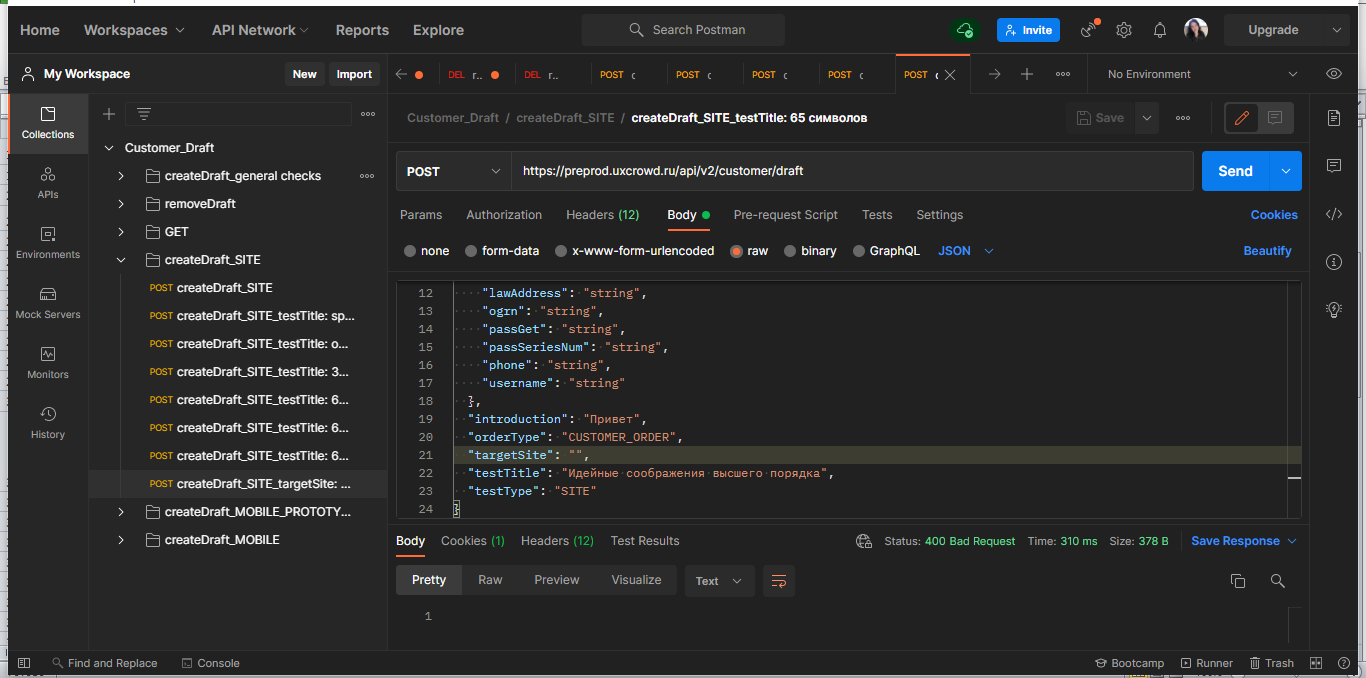 Home Workspaces API Network Reports Explore Search Postman Invite Upgrade
My Workspace New Import DEL r.. DEL r.. POST c POST c POST c POST c POST c No Environment
Collections
APIs
Environments
Mock Servers
Monitors
History
Customer_Draft
createDraft_general checks
removeDraft
GET
createDraft_SITE
POST createDraft_SITE
POST createDraft_SITE_testTitle: sp...
POST createDraft_SITE_testTitle: o...
POST createDraft_SITE_testTitle: 3...
POST createDraft_SITE_testTitle: 6...
POST createDraft_SITE_testTitle: 6...
POST createDraft_SITE_testTitle: 6...
POST createDraft_SITE_targetSite: ...
createDraft_MOBILE_PROTOTY...
createDraft_MOBILE
Customer_Draft / createDraft_SITE / createDraft_SITE_testTitle: 65 символов Save
POST https://preprod.uxcrowd.ru/api/v2/customer/draft Send
Params Authorization Headers (12) Body Pre-request Script Tests Settings Cookies
none form-data x-www-form-urlencoded raw binary GraphQL JSON Beautify
12 "lawAddress": "string",
13 "ogrn": "string",
14 "passGet": "string",
15 "passSeriesNum": "string",
16 "phone": "string",
17 "username": "string"
18 },
19 "introduction": "Привет",
20 "orderType": "CUSTOMER_ORDER",
21 "targetSite": "",
22 "testTitle": "Идейные соображения высшего порядка",
23 "testType": "SITE"
24 }
Body Cookies (1) Headers (12) Test Results Status: 400 Bad Request Time: 310 ms Size: 378 B Save Response
Pretty Raw Preview Visualize Text
1
Find and Replace Console Bootcamp Runner Trash